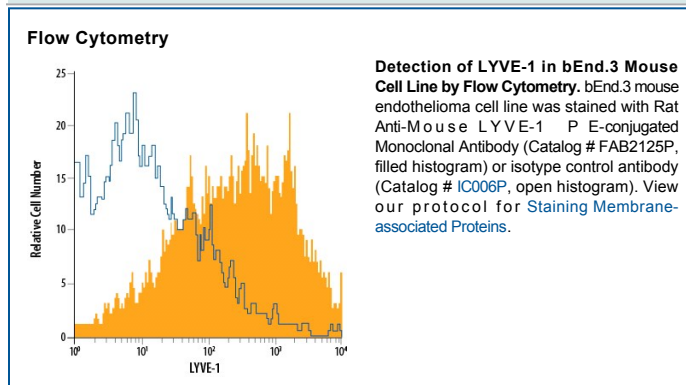 Flow Cytometry
Detection of LYVE-1 in bEnd.3 Mouse
Cell Line by Flow Cytometry. bEnd.3 mouse
endothelioma cell line was stained with Rat
Anti-Mouse LYVE-1 PE-conjugated
Monoclonal Antibody (Catalog # FAB2125P,
filled histogram) or isotype control antibody
(Catalog # IC006P, open histogram). View
our protocol for Staining Membrane-
associated Proteins.
Relative Cell Number
25
20
15
10
5
0
10⁰ 10¹ 10² 10³ 10⁴
LYVE-1